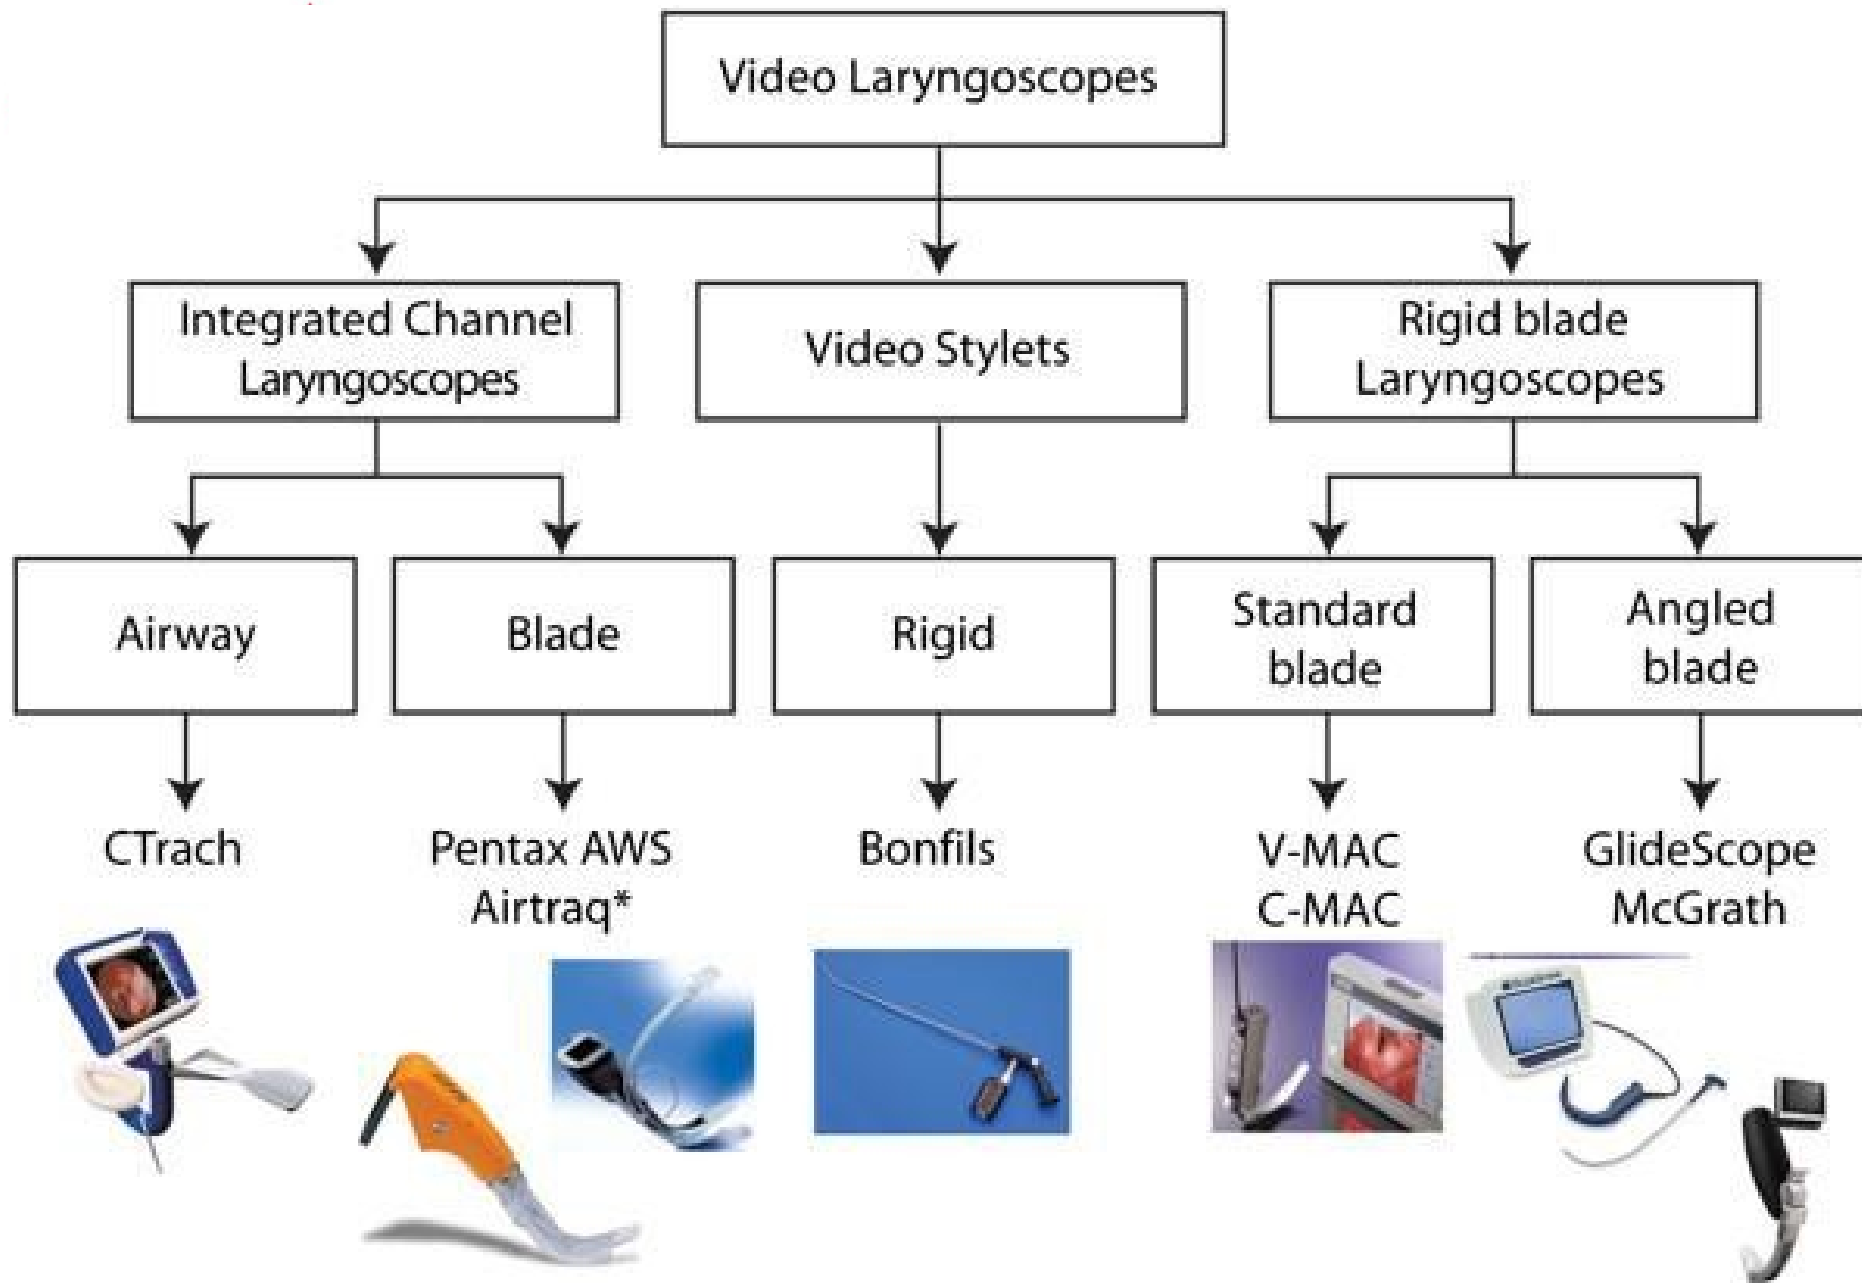 Video Laryngoscopes
Integrated Channel
Laryngoscopes
Video Stylets
Rigid blade
Laryngoscopes
Airway
Blade
Rigid
Standard
blade
Angled
blade
CTrach
Pentax AWS
Airtraq*
Bonfils
V-MAC
C-MAC
GlideScope
McGrath